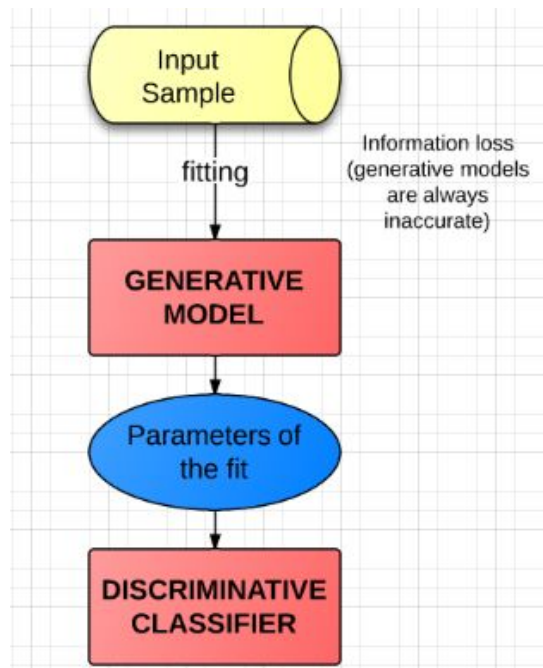 Input
Sample
fitting
Information loss
(generative models
are always
inaccurate)
GENERATIVE
MODEL
Parameters of
the fit
DISCRIMINATIVE
CLASSIFIER